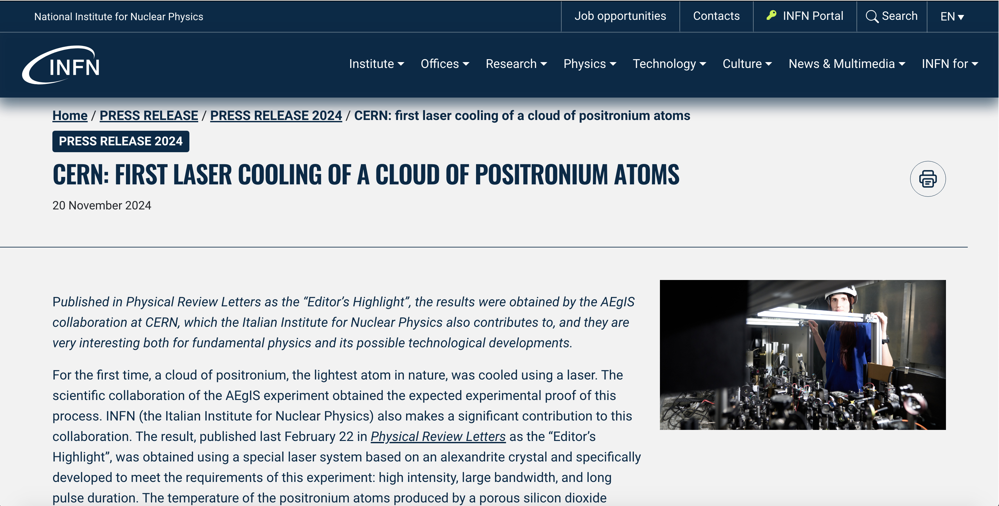 National Institute for Nuclear Physics
Job opportunities
Contacts
INFN Portal
Search
EN
INFN
Institute
Offices
Research
Physics
Technology
Culture
News & Multimedia
INFN for
Home / PRESS RELEASE / PRESS RELEASE 2024 / CERN: first laser cooling of a cloud of positronium atoms
PRESS RELEASE 2024
CERN: FIRST LASER COOLING OF A CLOUD OF POSITRONIUM ATOMS
20 November 2024
Published in Physical Review Letters as the “Editor’s Highlight”, the results were obtained by the AEgIS
collaboration at CERN, which the Italian Institute for Nuclear Physics also contributes to, and they are
very interesting both for fundamental physics and its possible technological developments.
For the first time, a cloud of positronium, the lightest atom in nature, was cooled using a laser. The
scientific collaboration of the AEgIS experiment obtained the expected experimental proof of this
process. INFN (the Italian Institute for Nuclear Physics) also makes a significant contribution to this
collaboration. The result, published last February 22 in Physical Review Letters as the “Editor’s
Highlight”, was obtained using a special laser system based on an alexandrite crystal and specifically
developed to meet the requirements of this experiment: high intensity, large bandwidth, and long
pulse duration. The temperature of the positronium atoms produced by a porous silicon dioxide